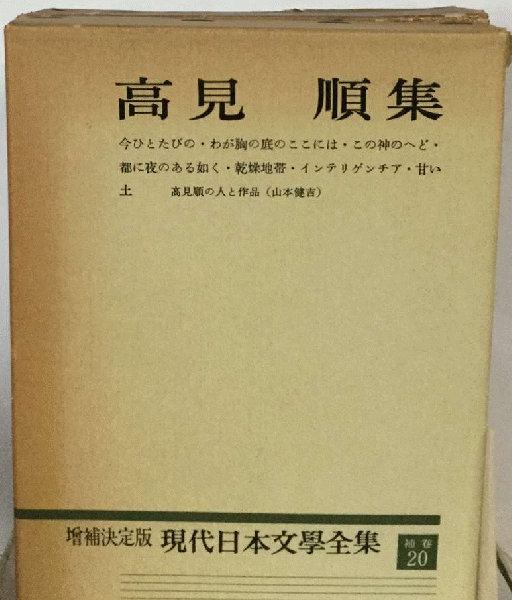 高見 順集
今ひとたびの・わが胸の底のここには・この神のへど・
都に夜のある如く・乾燥地帯・インテリゲンチア・甘い
土 高見順の人と作品（山本健吉）
増補決定版 現代日本文學全集 補卷 20